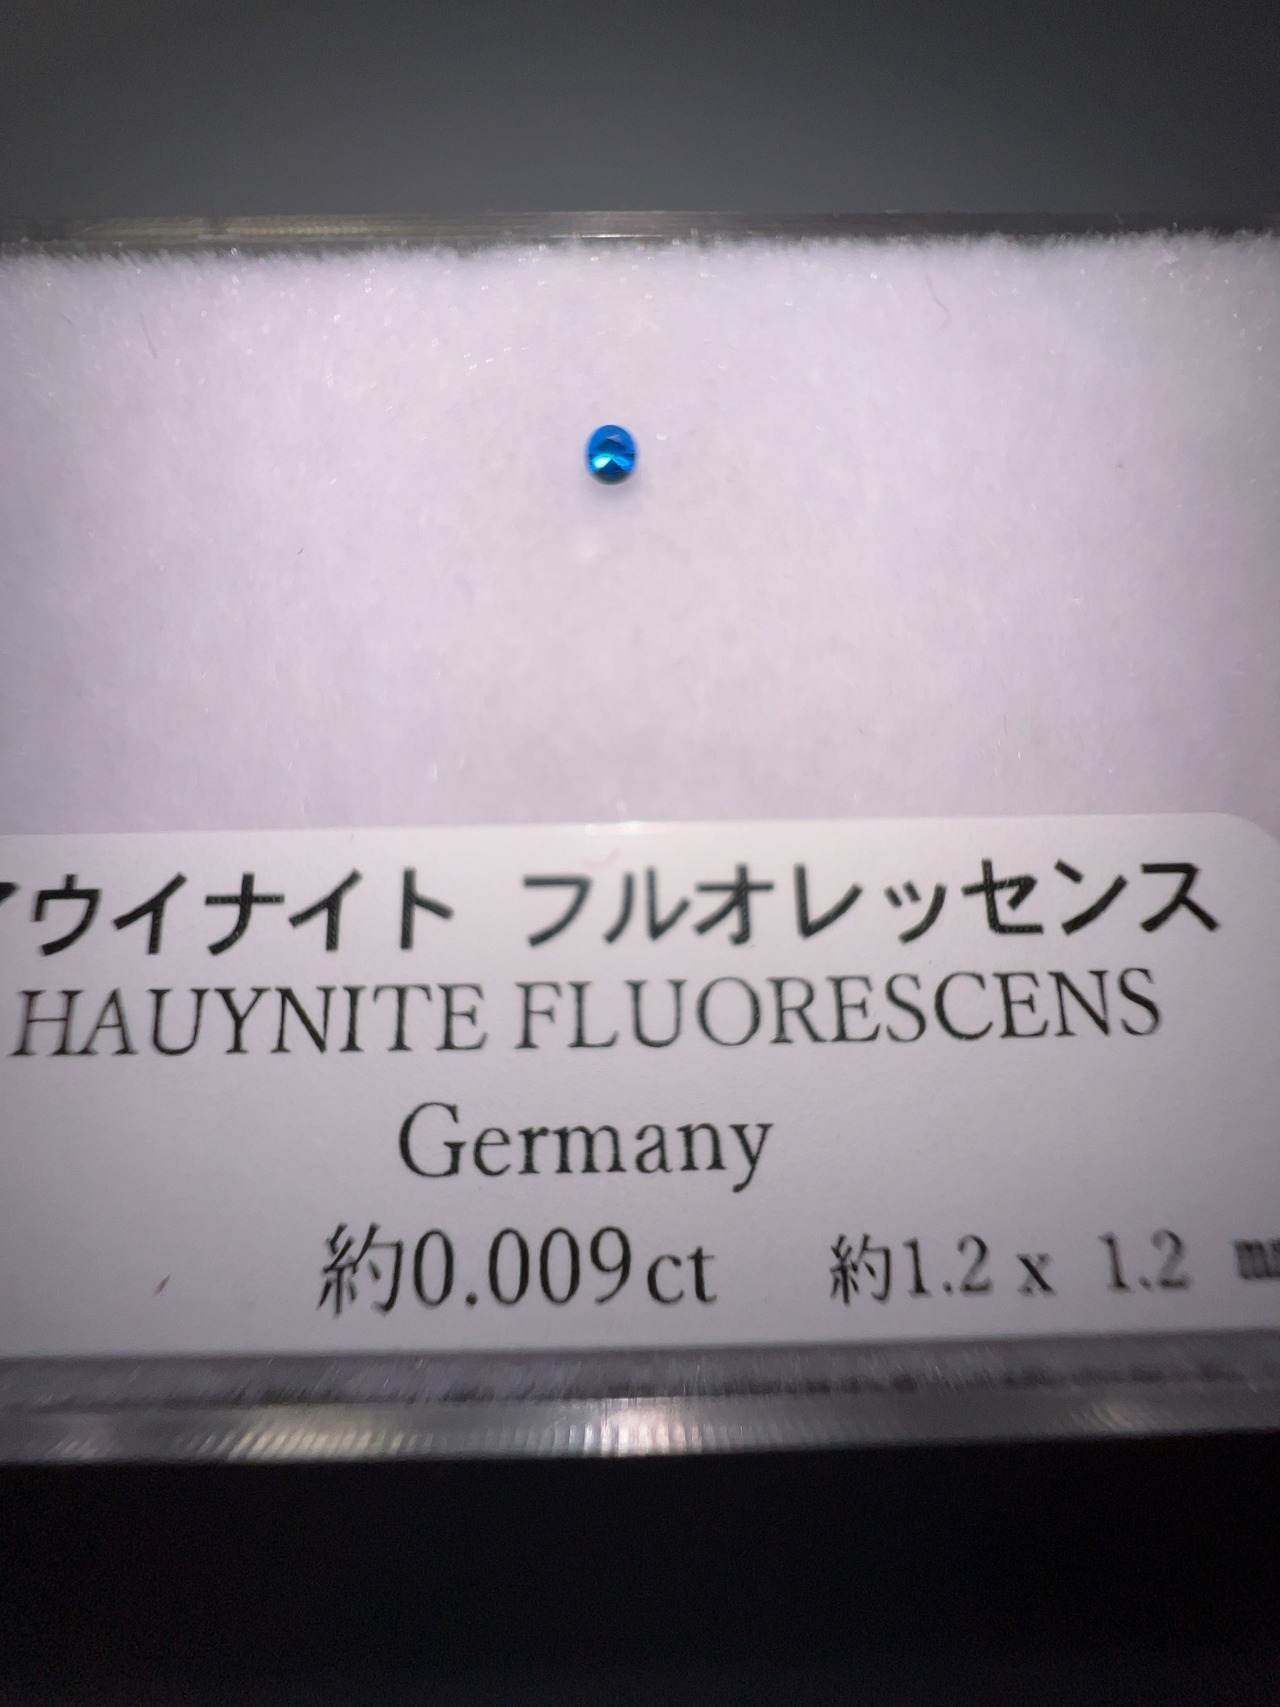 アウイナイト フルオレッセンス
HAUYNITE FLUORESCENS
Germany
約0.009ct 約1.2 x 1.2 mm